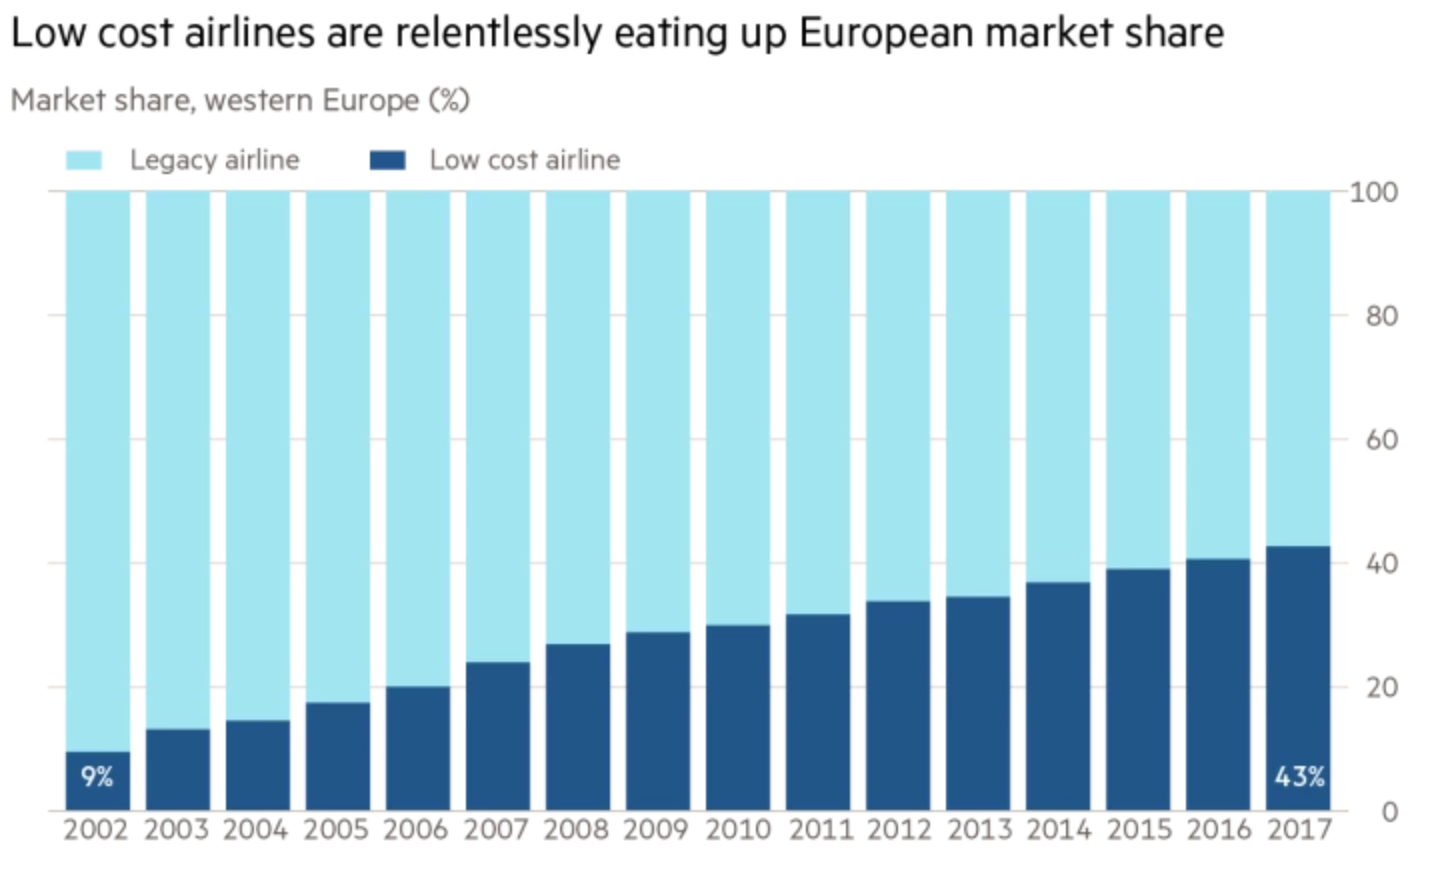 Low cost airlines are relentlessly eating up European market share
Market share, western Europe (%)
Legacy airline Low cost airline
100
80
60
40
20
9% 43%
0
2002 2003 2004 2005 2006 2007 2008 2009 2010 2011 2012 2013 2014 2015 2016 2017